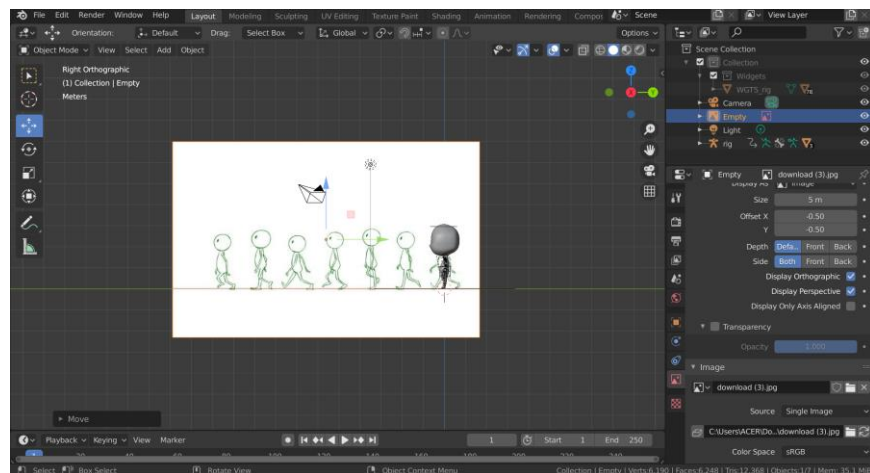 File Edit Render Window Help Layout Modeling Sculpting UV Editing Texture Paint Shading Animation Rendering Compos Scene View Layer
Orientation: Default Drag: Select Box Global Options
Object Mode View Select Add Object
Right Orthographic
(1) Collection | Empty
Meters
Scene Collection
Collection
Widgets
WGTS_rig
Camera
Empty
Light
rig
Empty download (3).jpg
Display As Image
Size 5 m
Offset X -0.50
Y -0.50
Depth Defa... Front Back
Side Both Front Back
Display Orthographic
Display Perspective
Display Only Axis Aligned
Transparency
Opacity 1.000
Image
download (3).jpg
Source Single Image
C:\Users\ACER\Do...\download (3).jpg
Color Space sRGB
Move
Playback Keying View Marker 1 Start 1 End 250
Select Box Select Rotate View Object Context Menu Collection | Empty | Verts:6,190 | Faces:6,248 | Tris:12,368 | Objects:1/7 | Mem: 35.1 MiB